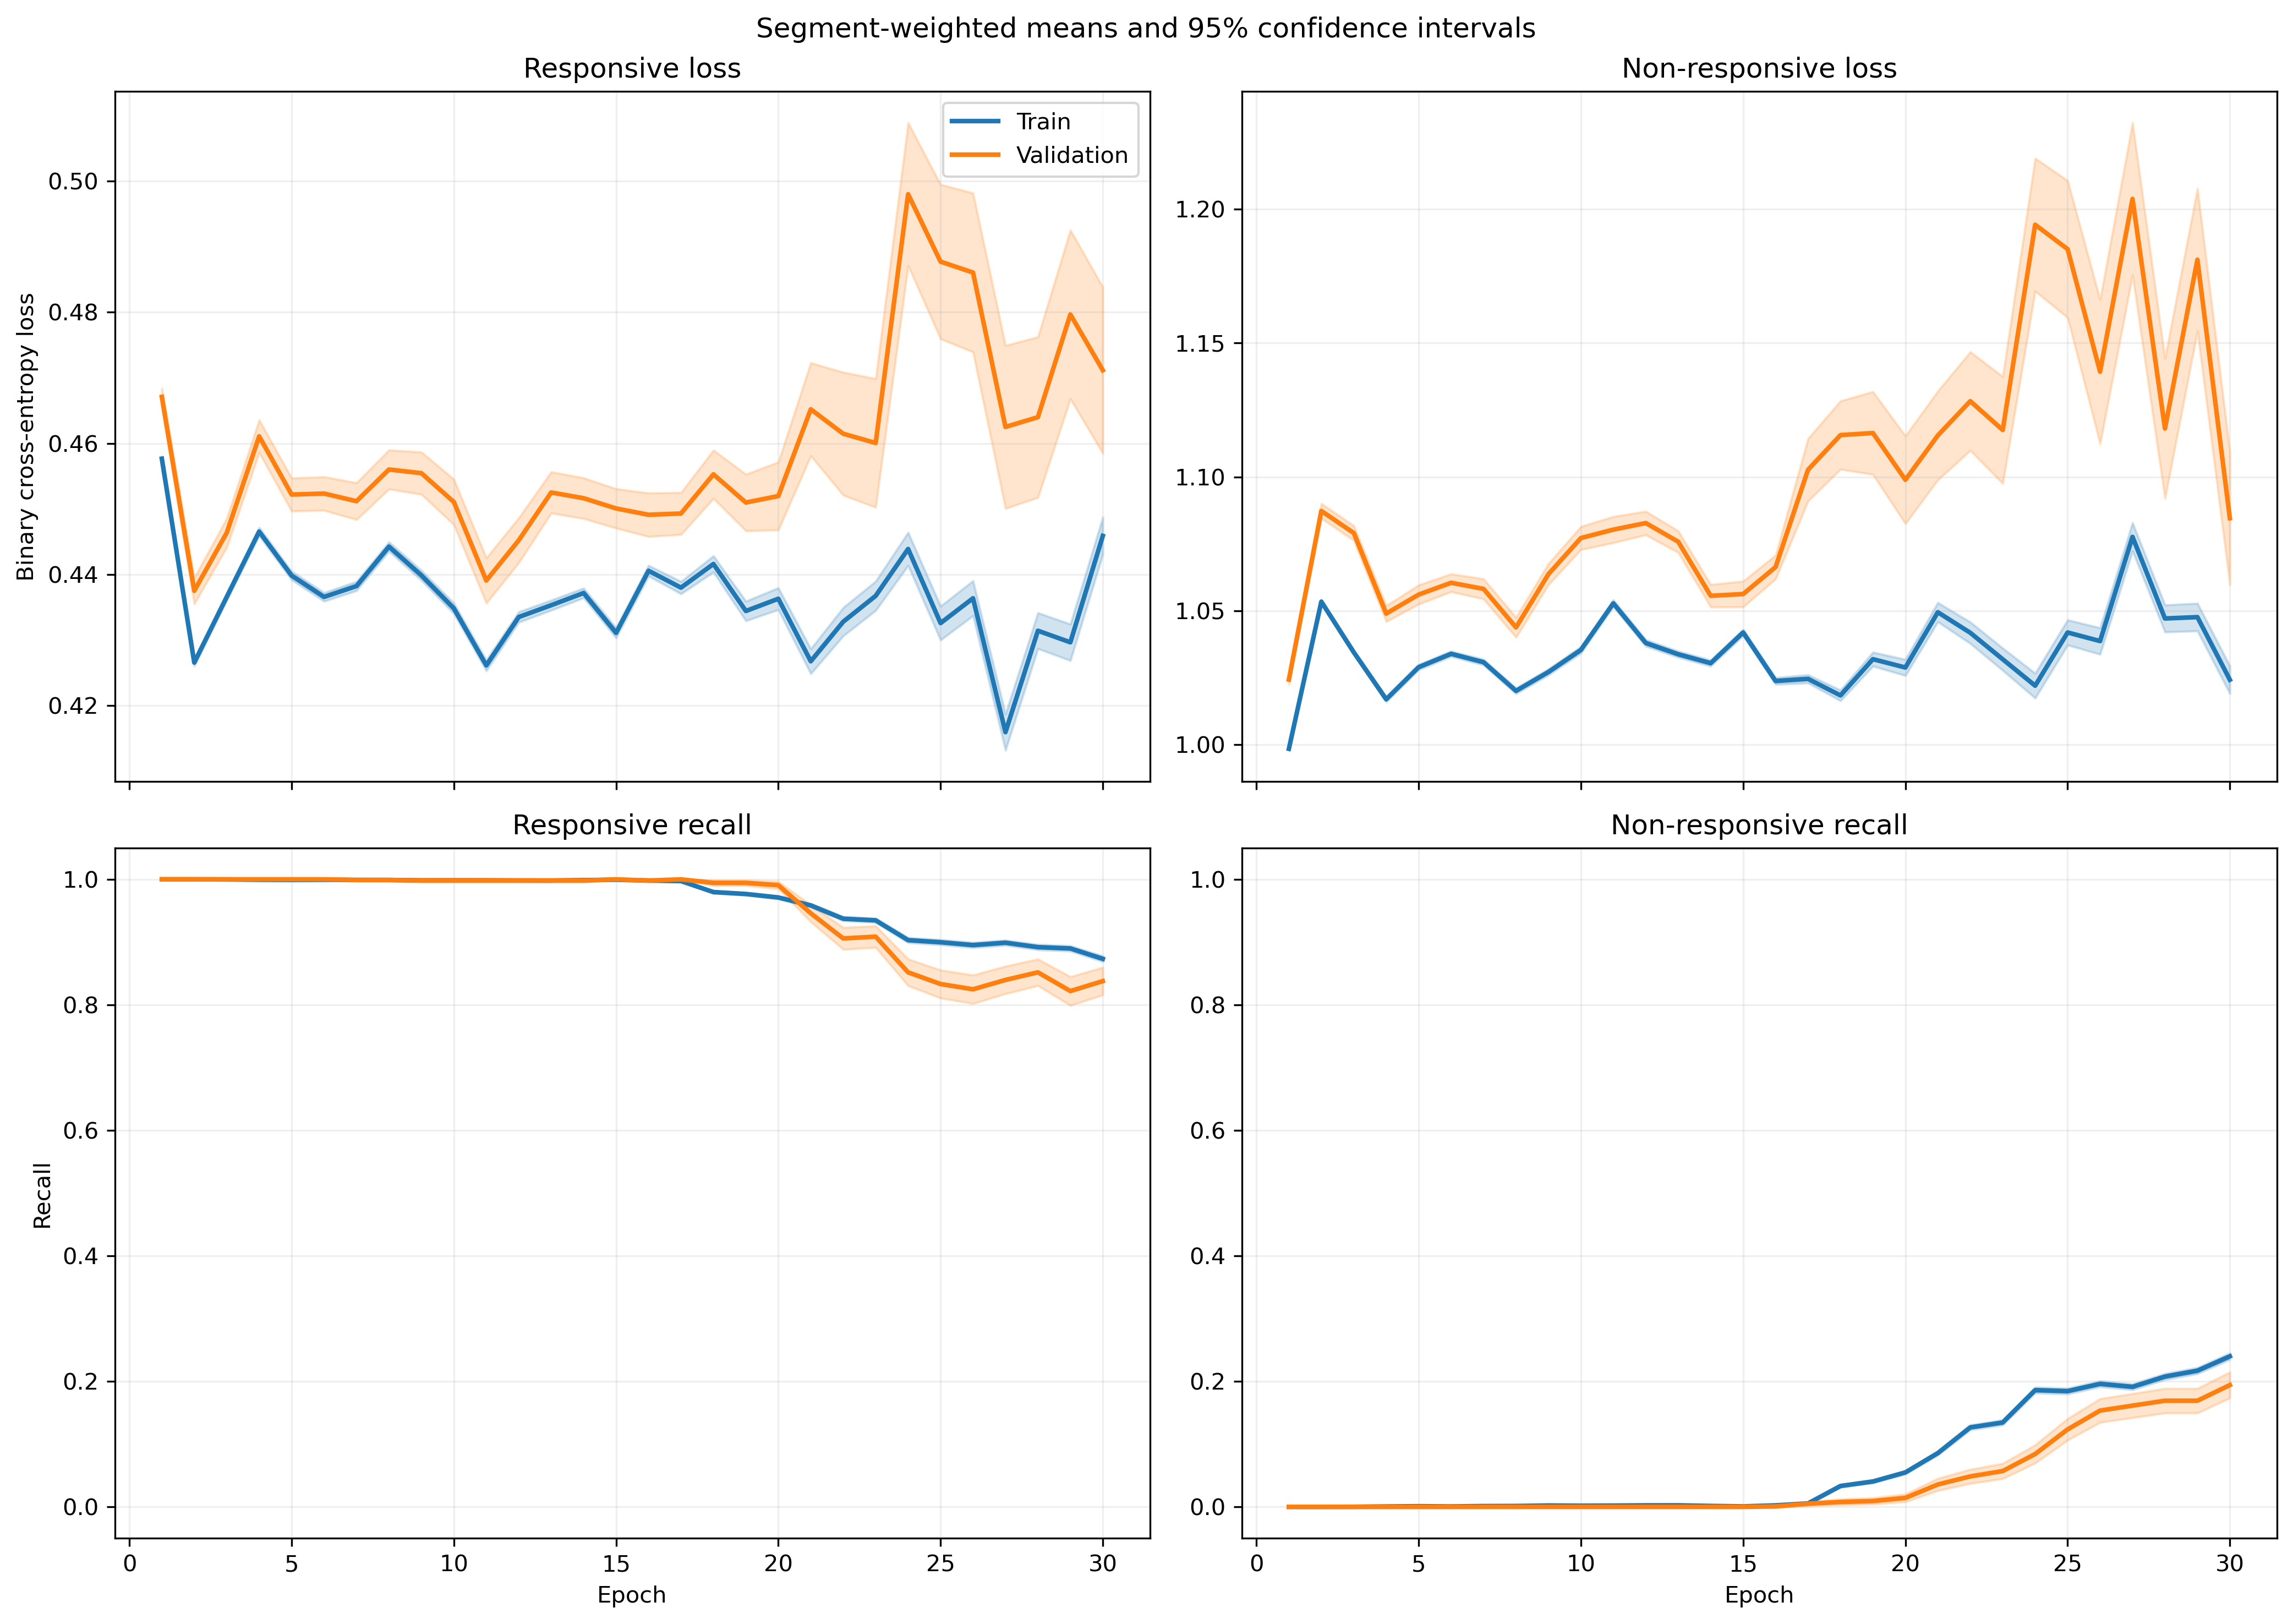 Segment-weighted means and 95% confidence intervals
Responsive loss
Non-responsive loss
Train
Validation
Binary cross-entropy loss
0.50
0.48
0.46
0.44
0.42
1.20
1.15
1.10
1.05
1.00
Responsive recall
Non-responsive recall
Recall
1.0
0.8
0.6
0.4
0.2
0.0
0 5 10 15 20 25 30
Epoch
1.0
0.8
0.6
0.4
0.2
0.0
0 5 10 15 20 25 30
Epoch